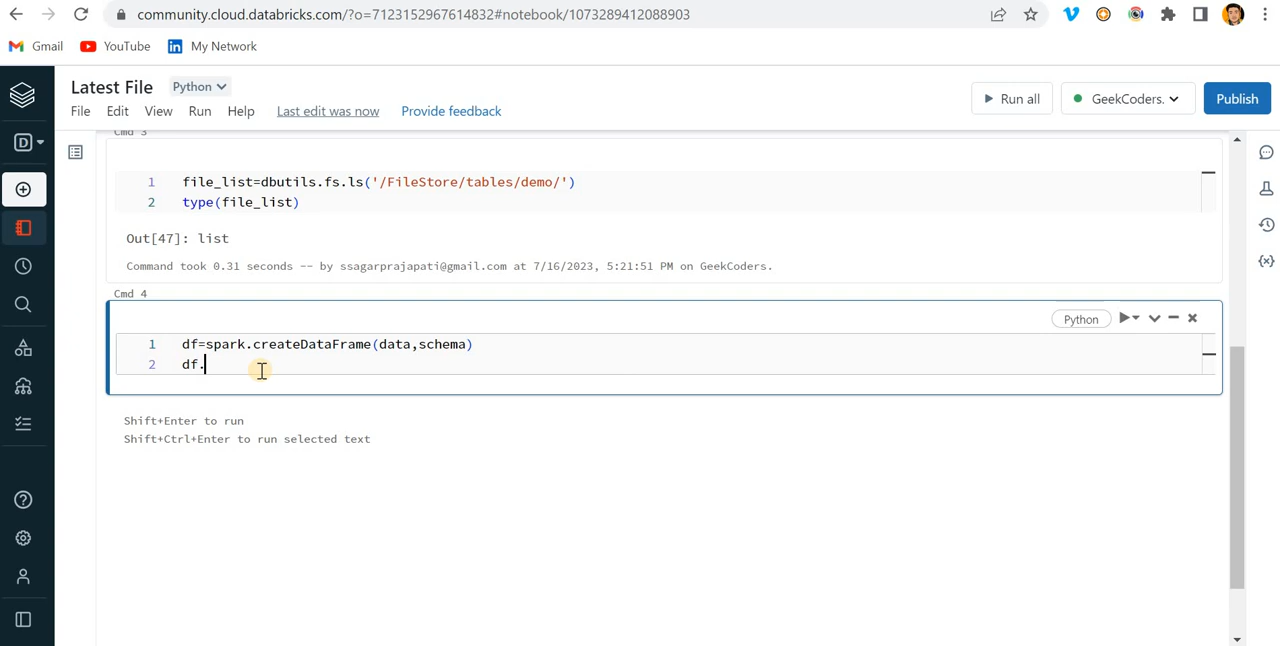 community.cloud.databricks.com/?o=7123152967614832#notebook/1073289412088903
Gmail YouTube My Network
Latest File Python
File Edit View Run Help Last edit was now Provide feedback
Run all GeekCoders. Publish
D
Cmd 3
1 file_list=dbutils.fs.ls('/FileStore/tables/demo/')
2 type(file_list)
Out[47]: list
Command took 0.31 seconds -- by ssagarprajapati@gmail.com at 7/16/2023, 5:21:51 PM on GeekCoders.
Cmd 4
Python
1 df=spark.createDataFrame(data,schema)
2 df.
Shift+Enter to run
Shift+Ctrl+Enter to run selected text